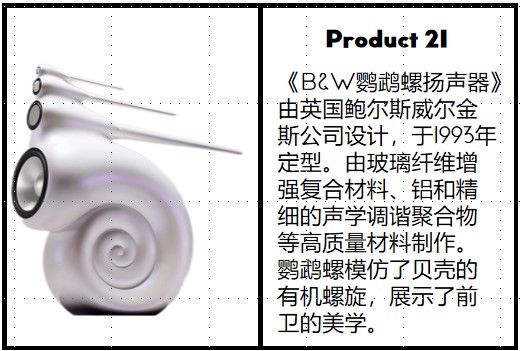 Product 21
《B&W鹦鹉螺扬声器》
由英国鲍尔斯威尔金
斯公司设计，于1993年
定型。由玻璃纤维增
强复合材料、铝和精
细的声学调谐聚合物
等高质量材料制作。
鹦鹉螺模仿了贝壳的
有机螺旋，展示了前
卫的美学。